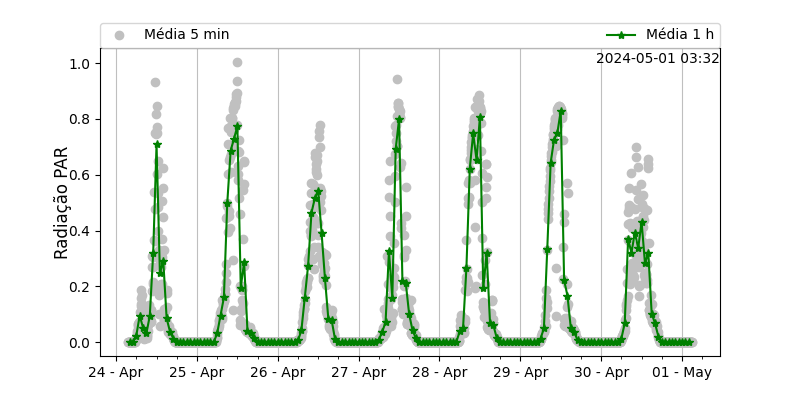 Média 5 min
Média 1 h
2024-05-01 03:32
Radiação PAR
1.0
0.8
0.6
0.4
0.2
0.0
24 - Apr
25 - Apr
26 - Apr
27 - Apr
28 - Apr
29 - Apr
30 - Apr
01 - May